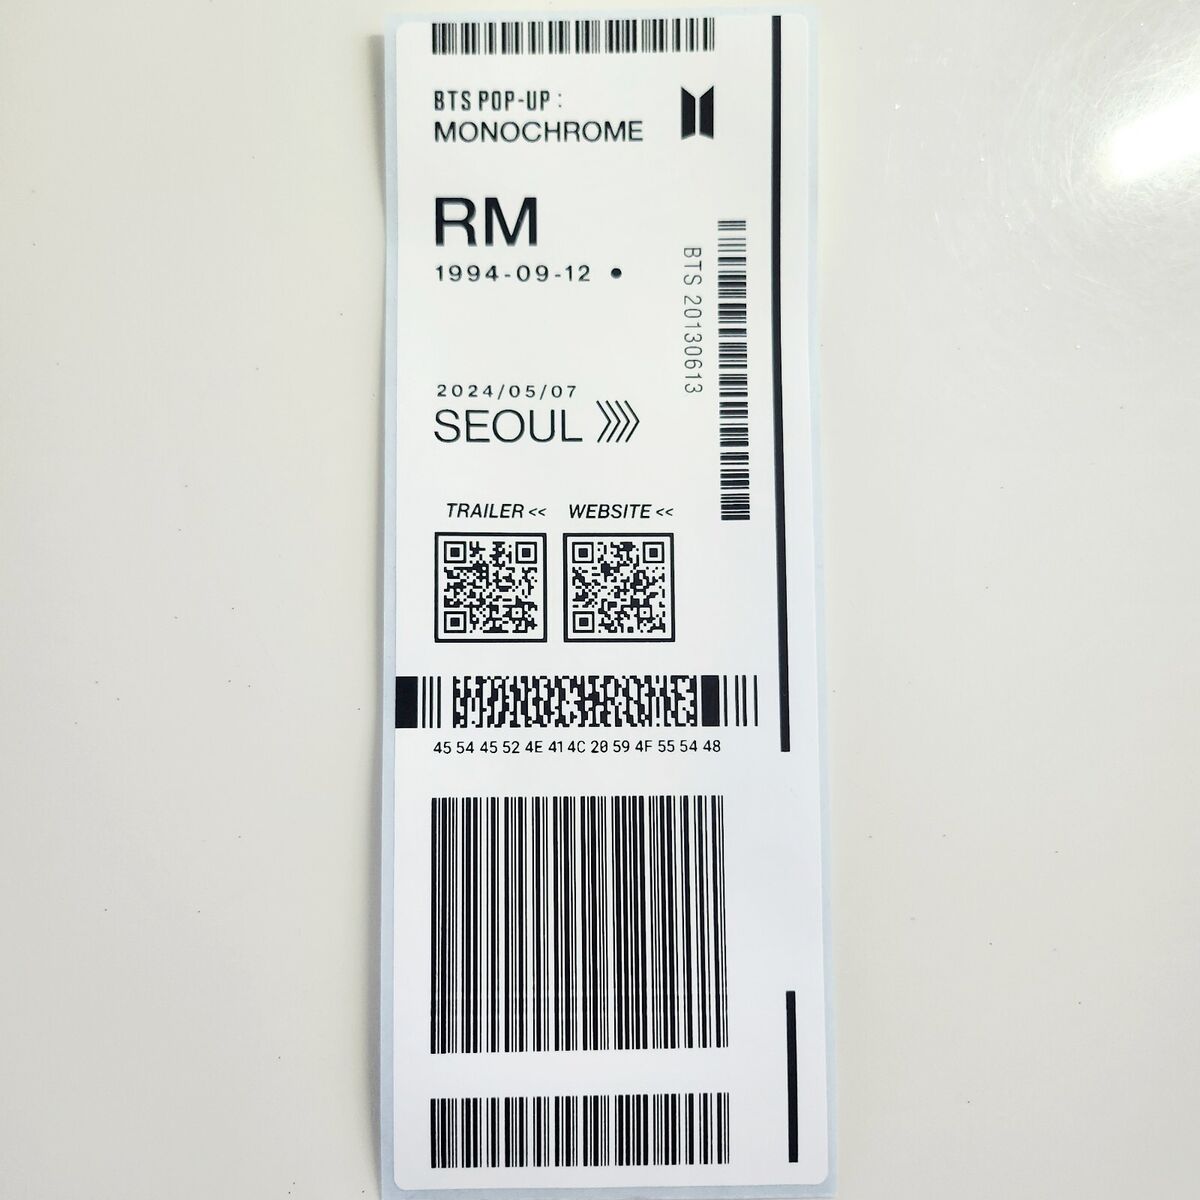 BTS POP-UP :
MONOCHROME
RM
1994-09-12 •
BTS 20130613
2024/05/07
SEOUL
TRAILER << WEBSITE <<
MONOCHROME
45 54 45 52 4E 41 4C 20 59 4F 55 54 48